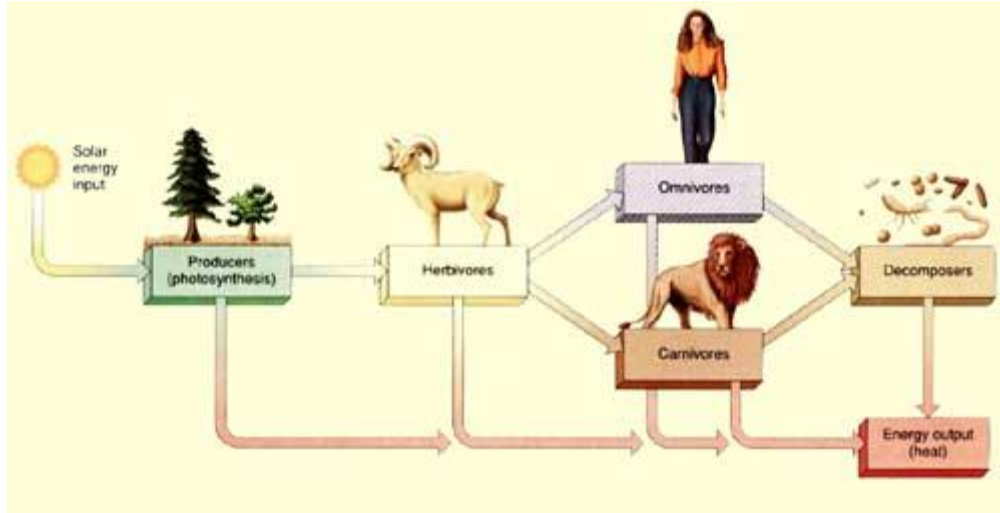 Solar
energy
input
Producers
(photosynthesis)
Herbivores
Omnivores
Carnivores
Decomposers
Energy output
(heat)